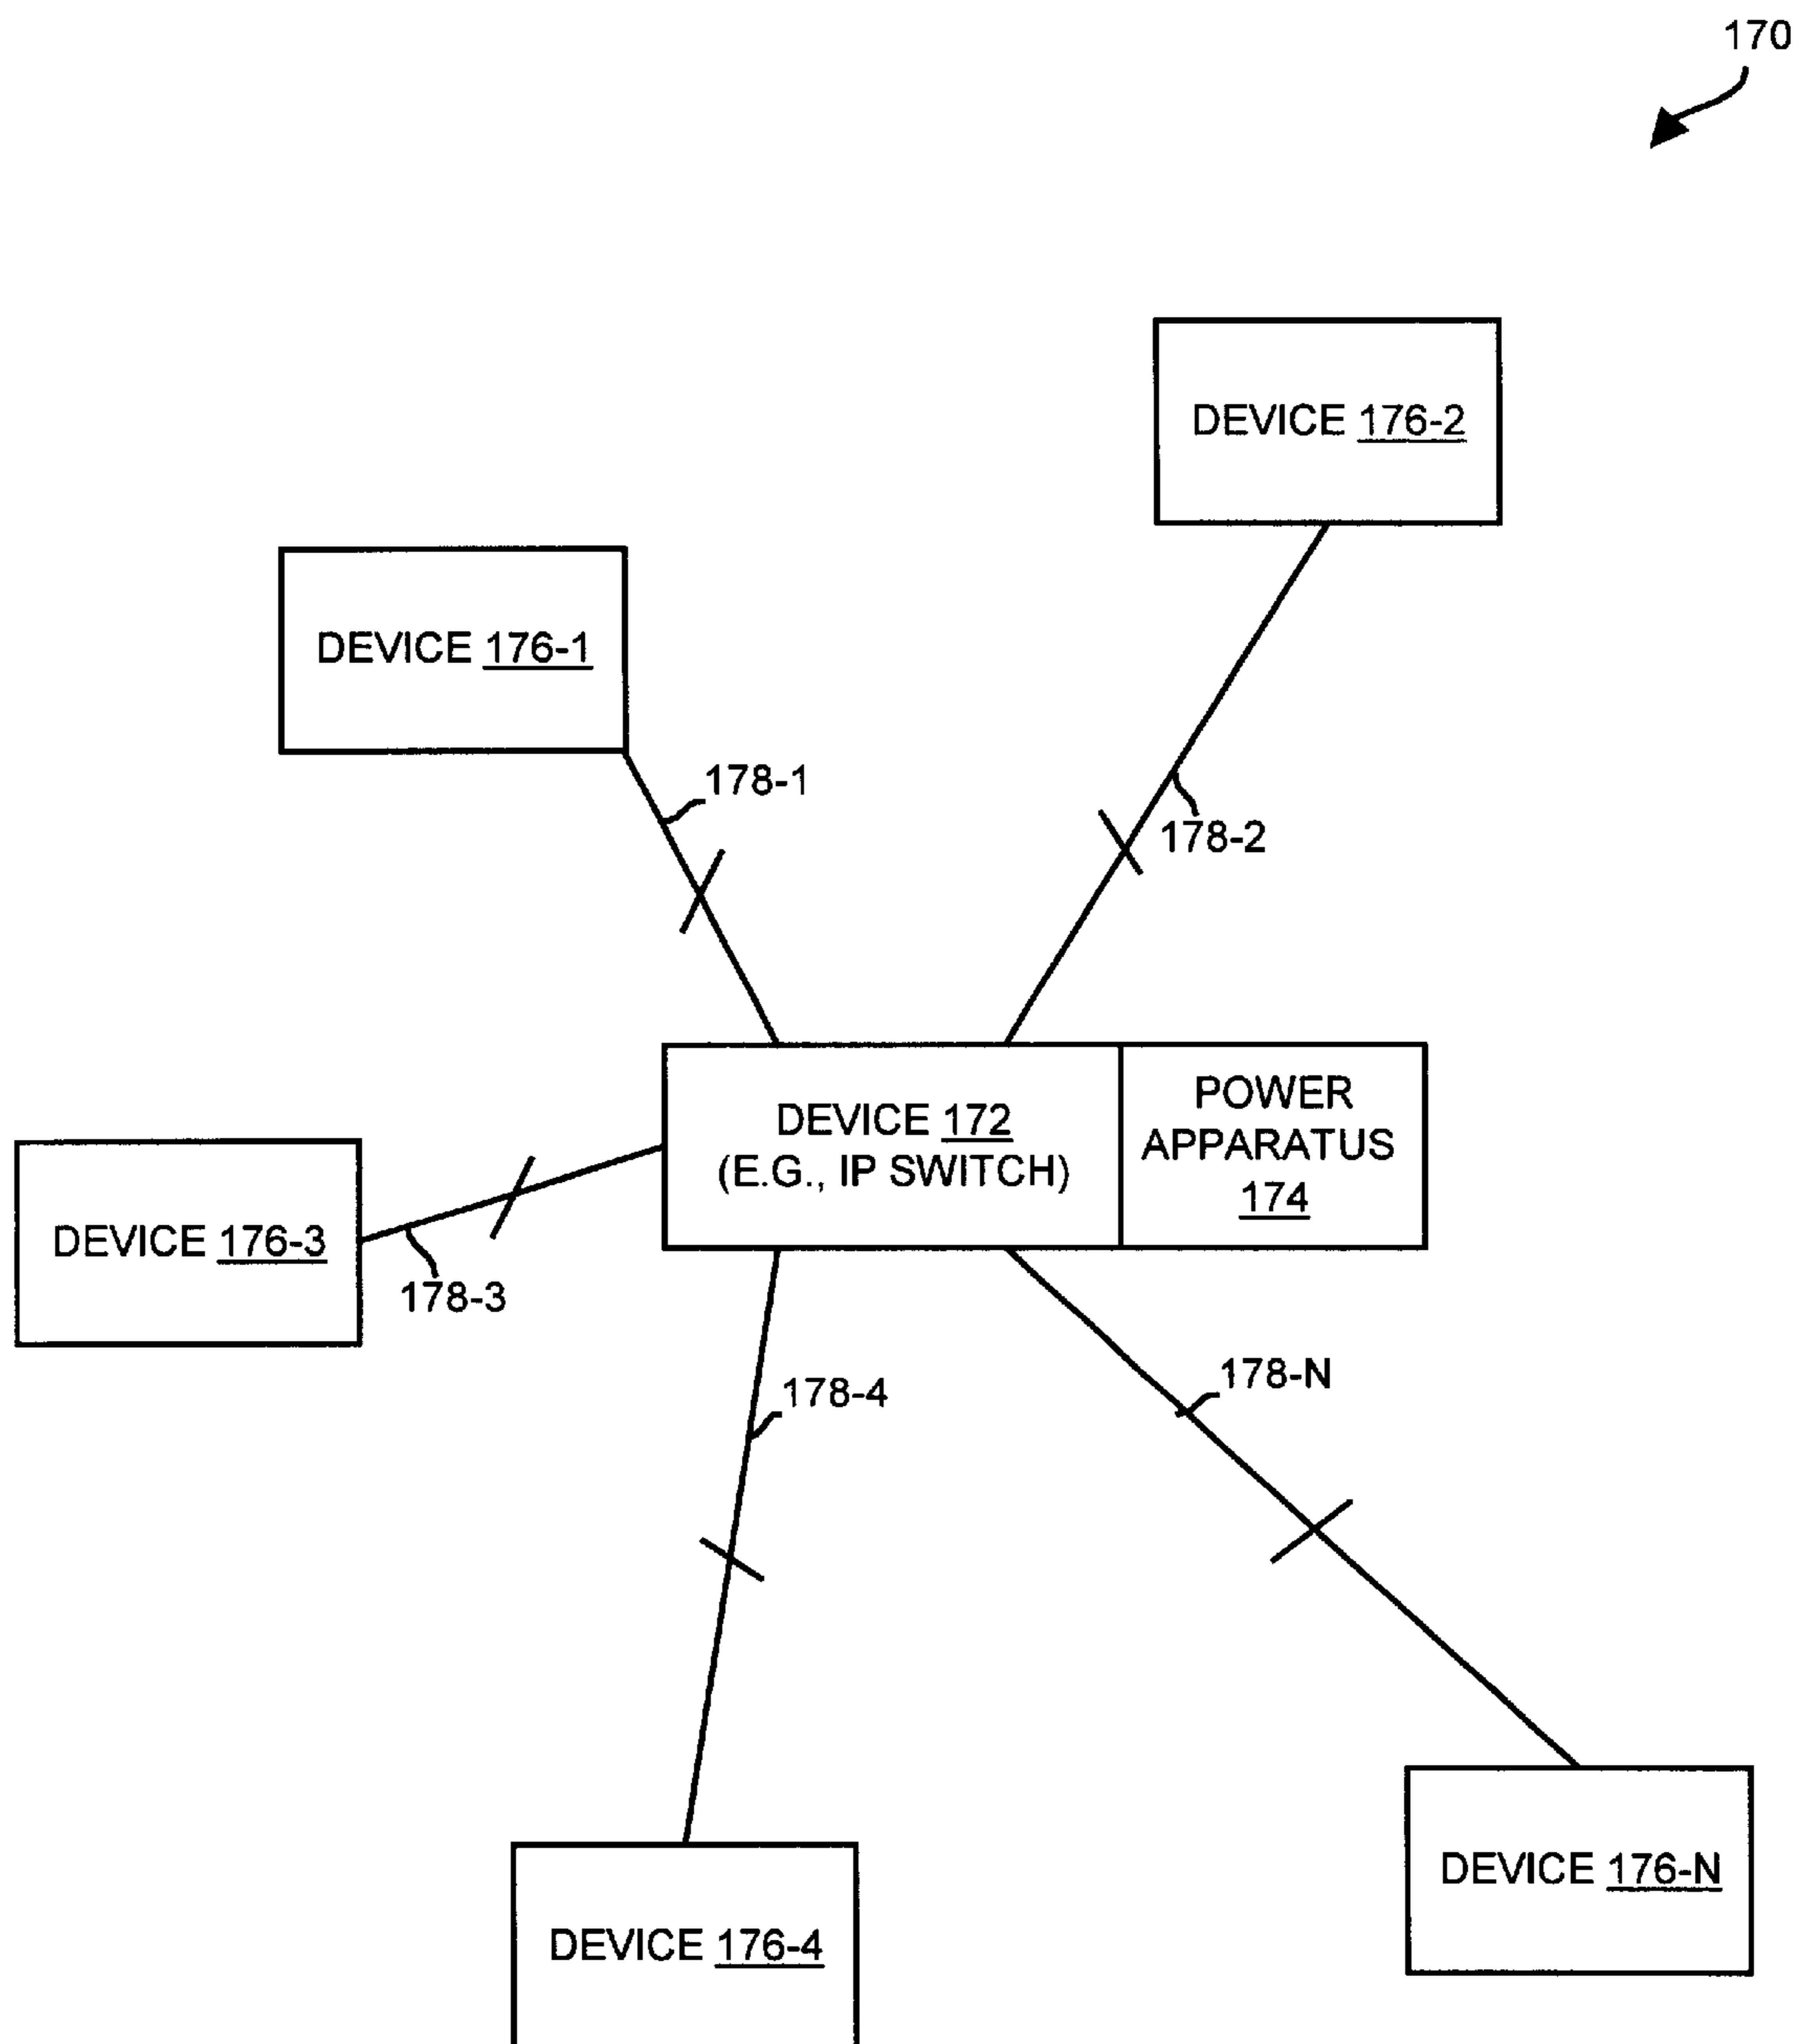 170
DEVICE 176-2
DEVICE 176-1
178-1
178-2
DEVICE 172
(E.G., IP SWITCH)
POWER
APPARATUS
174
DEVICE 176-3
178-3
178-4
178-N
DEVICE 176-N
DEVICE 176-4